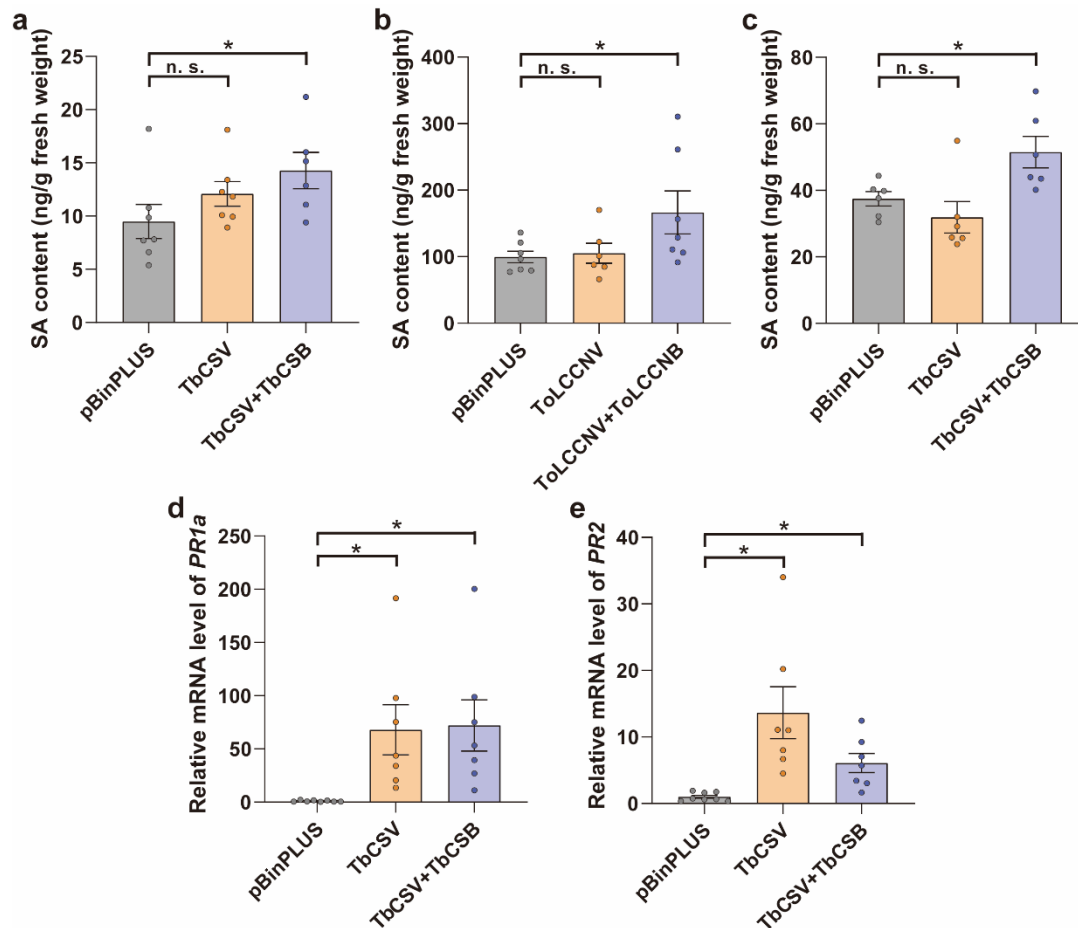 a
SA content (ng/g fresh weight)
25
20
15
10
5
0
*
n. s.
pBinPLUS
TbCSV
TbCSV+TbCSB
b
SA content (ng/g fresh weight)
400
300
200
100
0
*
n. s.
pBinPLUS
ToLCCNV
ToLCCNV+ToLCCNB
c
SA content (ng/g fresh weight)
80
60
40
20
0
*
n. s.
pBinPLUS
TbCSV
TbCSV+TbCSB
d
Relative mRNA level of PR1a
250
200
150
100
50
0
*
*
pBinPLUS
TbCSV
TbCSV+TbCSB
e
Relative mRNA level of PR2
40
30
20
10
0
*
*
pBinPLUS
TbCSV
TbCSV+TbCSB